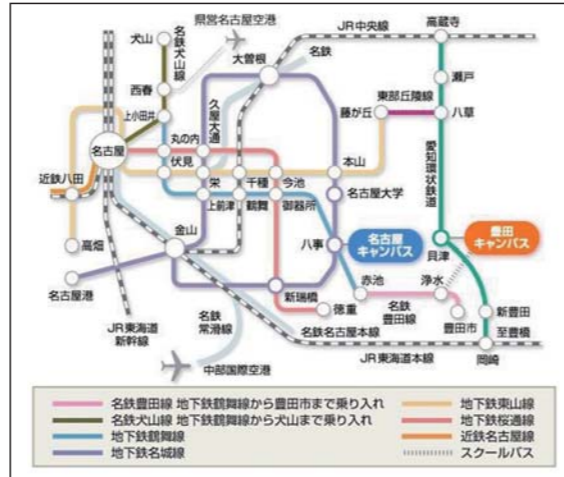 県営名古屋空港
犬山
名鉄犬山線
西春
上小田井
名古屋
近鉄八田
高畑
名古屋港
丸の内
伏見
久屋大通
栄
上前津
金山
大曽根
名鉄
JR中央線
千種
鶴舞
今池
御器所
本山
名古屋大学
八事
名古屋
キャンパス
新瑞橋
徳重
赤池
名鉄
豊田線
浄水
豊田市
藤が丘
東部丘陵線
高蔵寺
瀬戸
八草
愛知環状鉄道
豊田
キャンパス
貝津
新豊田
至豊橋
岡崎
JR東海道
新幹線
名鉄
常滑線
名鉄名古屋本線
JR東海道本線
中部国際空港
名鉄豊田線 地下鉄鶴舞線から豊田市まで乗り入れ
名鉄犬山線 地下鉄鶴舞線から犬山まで乗り入れ
地下鉄鶴舞線
地下鉄名城線
地下鉄東山線
地下鉄桜通線
近鉄名古屋線
スクールバス